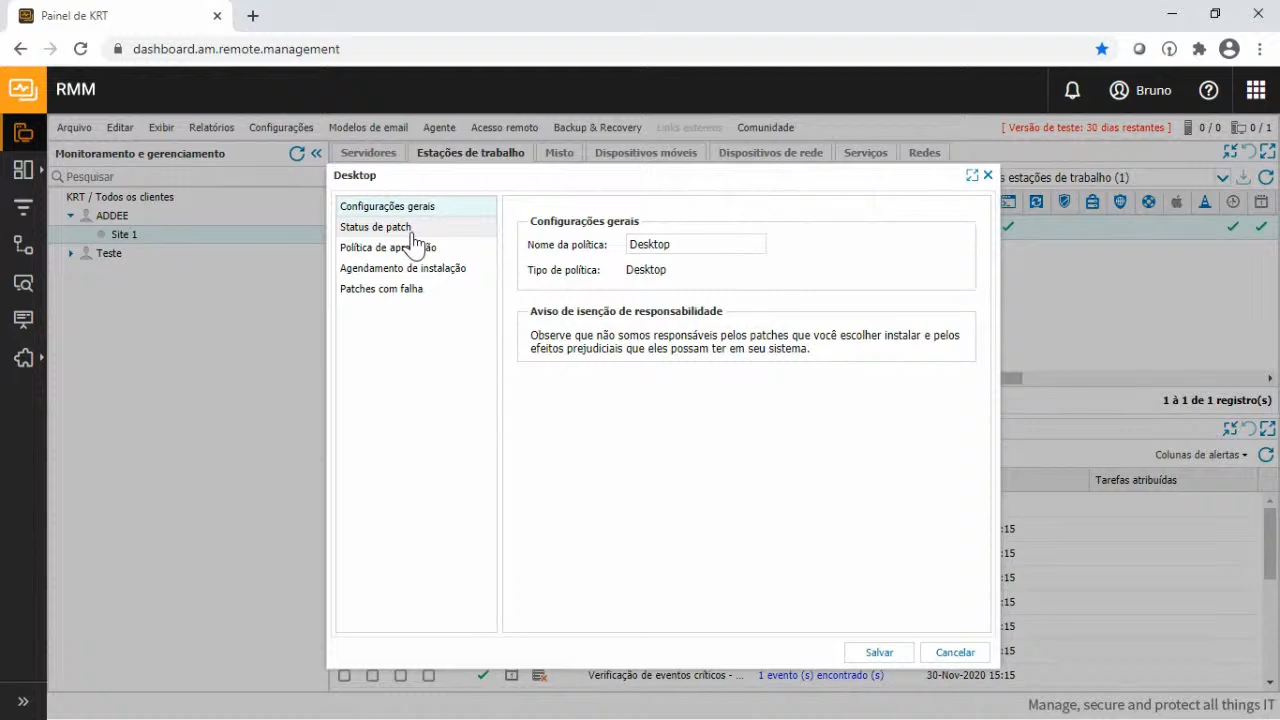 Painel de KRT
dashboard.am.remote.management
RMM
Bruno
Arquivo Editar Exibir Relatórios Configurações Modelos de email Agente Acesso remoto Backup & Recovery Links externos Comunidade [ Versão de teste: 30 dias restantes ] 0 / 0 0 / 1
Monitoramento e gerenciamento
Servidores Estações de trabalho Misto Dispositivos móveis Dispositivos de rede Serviços Redes
Pesquisar
KRT / Todos os clientes
ADDEE
Site 1
Teste
s estações de trabalho (1)
Desktop
Configurações gerais
Status de patch
Política de ap ão
Agendamento de instalação
Patches com falha
Configurações gerais
Nome da política: Desktop
Tipo de política: Desktop
Aviso de isenção de responsabilidade
Observe que não somos responsáveis pelos patches que você escolher instalar e pelos
efeitos prejudiciais que eles possam ter em seu sistema.
Salvar Cancelar
1 à 1 de 1 registro(s)
Colunas de alertas
Tarefas atribuídas
:15
:15
:15
:15
:15
:15
Verificação de eventos críticos - ... 1 evento (s) encontrado (s) 30-Nov-2020 15:15
Manage, secure and protect all things IT